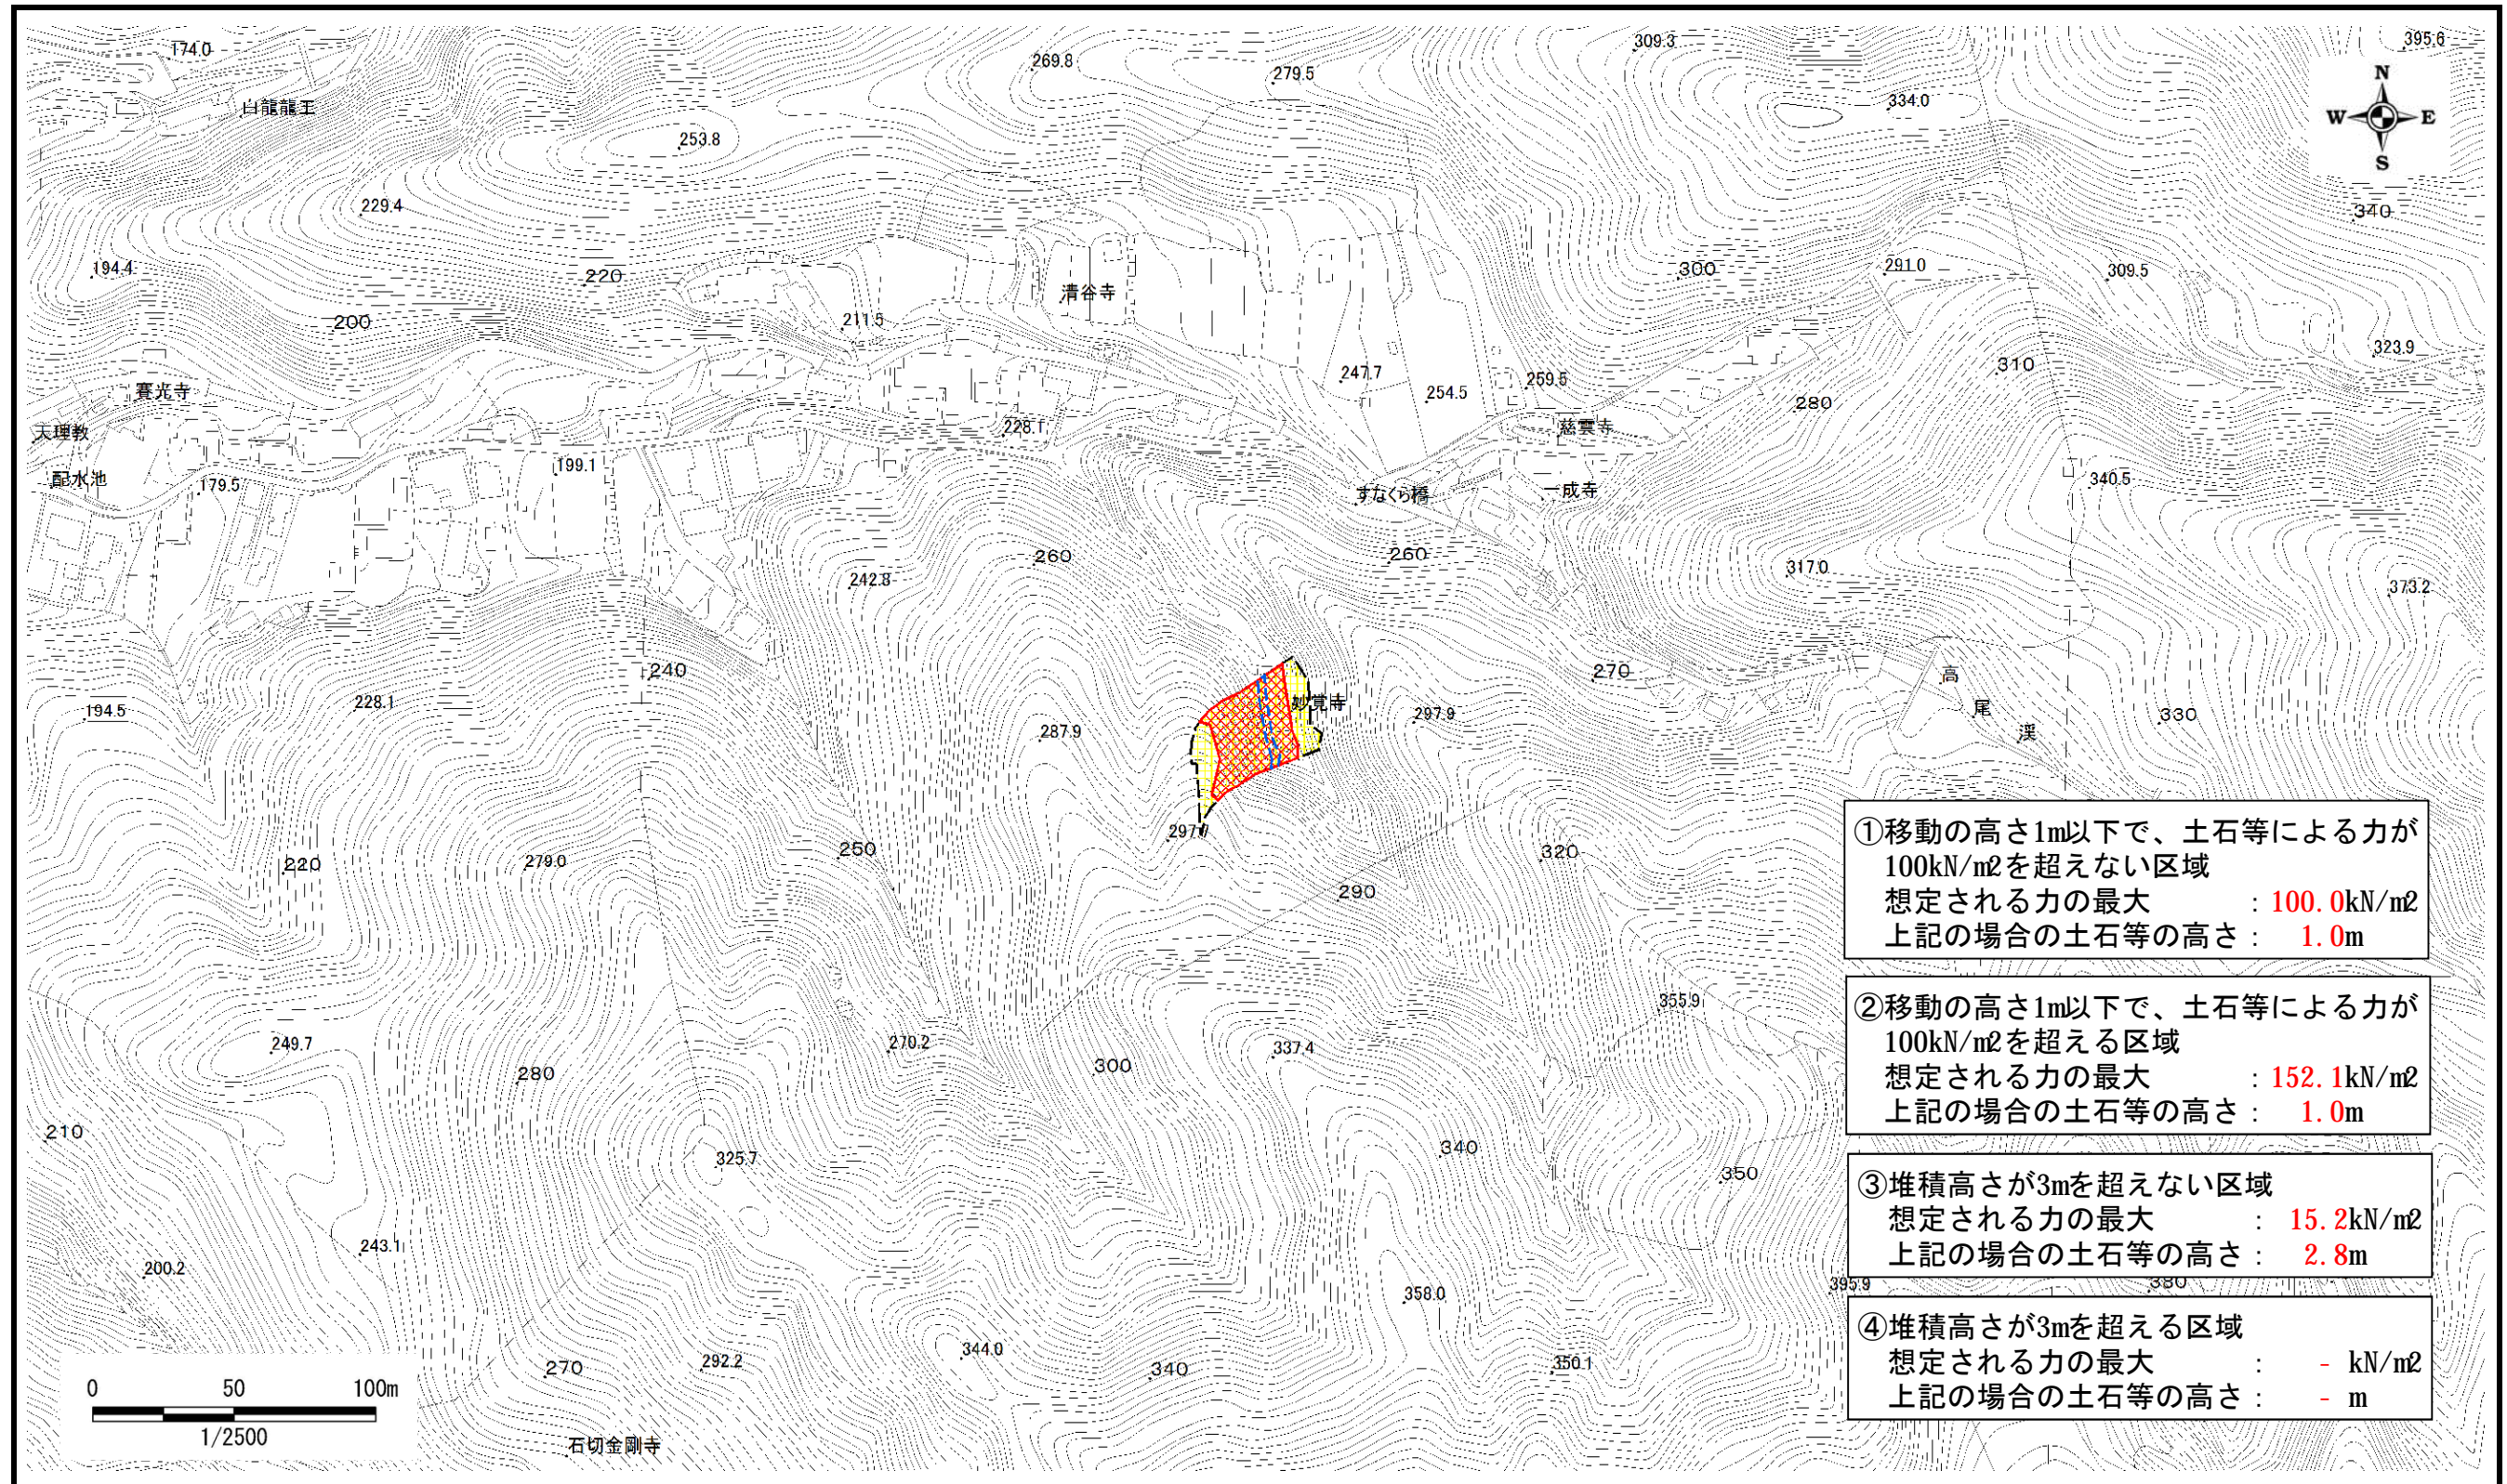 174.0
269.8
279.5
309.3
395.6
N
W E
S
白龍龍王
253.8
334.0
229.4
340
194.4
220
清谷寺
300
291.0
309.5
200
211.5
323.9
賽光寺
247.7
254.5
259.5
310
280
天理教
228.1
慈雲寺
配水池
179.5
199.1
すなくら橋
一成寺
340.5
242.8
260
260
317.0
373.2
240
270
高
尾
渓
194.5
228.1
287.9
妙覚寺
297.9
330
297.7
220
279.0
250
290
320
①移動の高さ1m以下で、土石等による力が
100kN/m2を超えない区域
想定される力の最大 : 100.0kN/m2
上記の場合の土石等の高さ: 1.0m
②移動の高さ1m以下で、土石等による力が
100kN/m2を超える区域
想定される力の最大 : 152.1kN/m2
上記の場合の土石等の高さ: 1.0m
355.9
249.7
270.2
337.4
280
300
210
325.7
340
350
③堆積高さが3mを超えない区域
想定される力の最大 : 15.2kN/m2
上記の場合の土石等の高さ: 2.8m
243.1
200.2
358.0
395.9
380
④堆積高さが3mを超える区域
想定される力の最大 : - kN/m2
上記の場合の土石等の高さ: - m
270
292.2
344.0
340
350.1
0 50 100m
1/2500
石切金剛寺